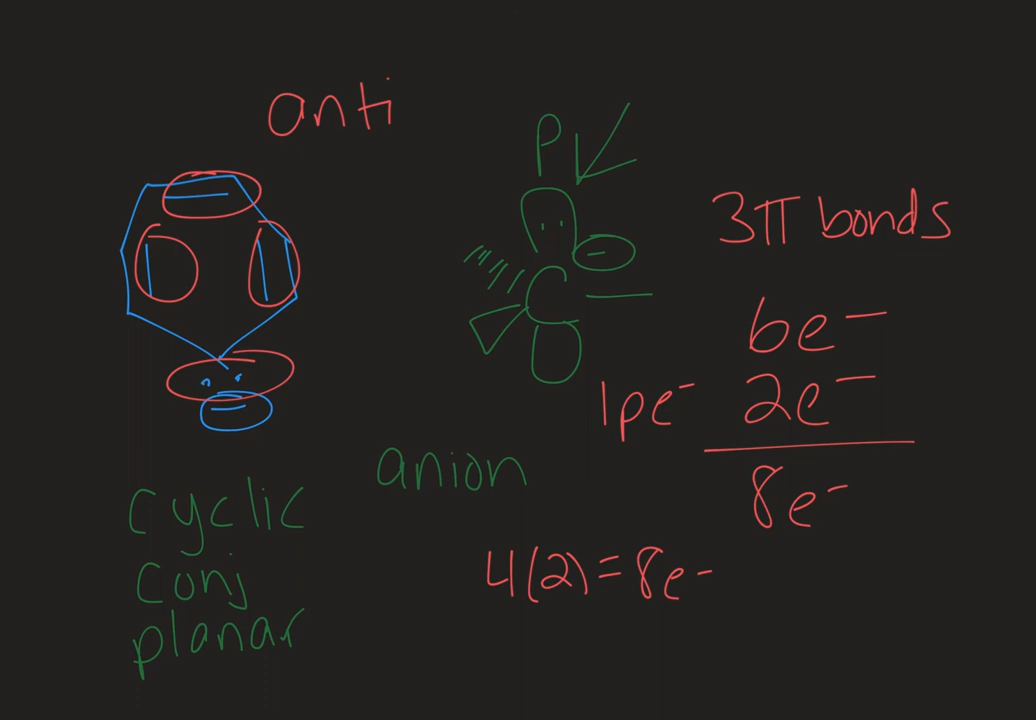 anti
P
C
3π bonds
6e⁻
1pe⁻ 2e⁻
8e⁻
anion
4(2)=8e-
cyclic
conj
planar